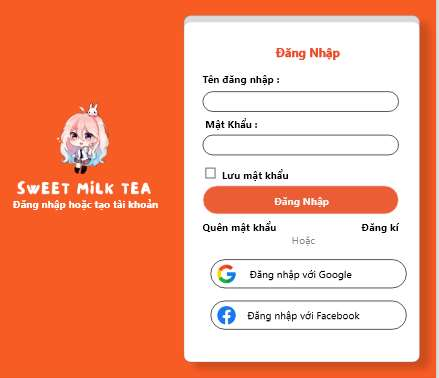 SWEET MILK TEA
Đăng nhập hoặc tạo tài khoản
Đăng Nhập
Tên đăng nhập :
Mật Khẩu :
Lưu mật khẩu
Đăng Nhập
Quên mật khẩu
Đăng kí
Hoặc
Đăng nhập với Google
Đăng nhập với Facebook